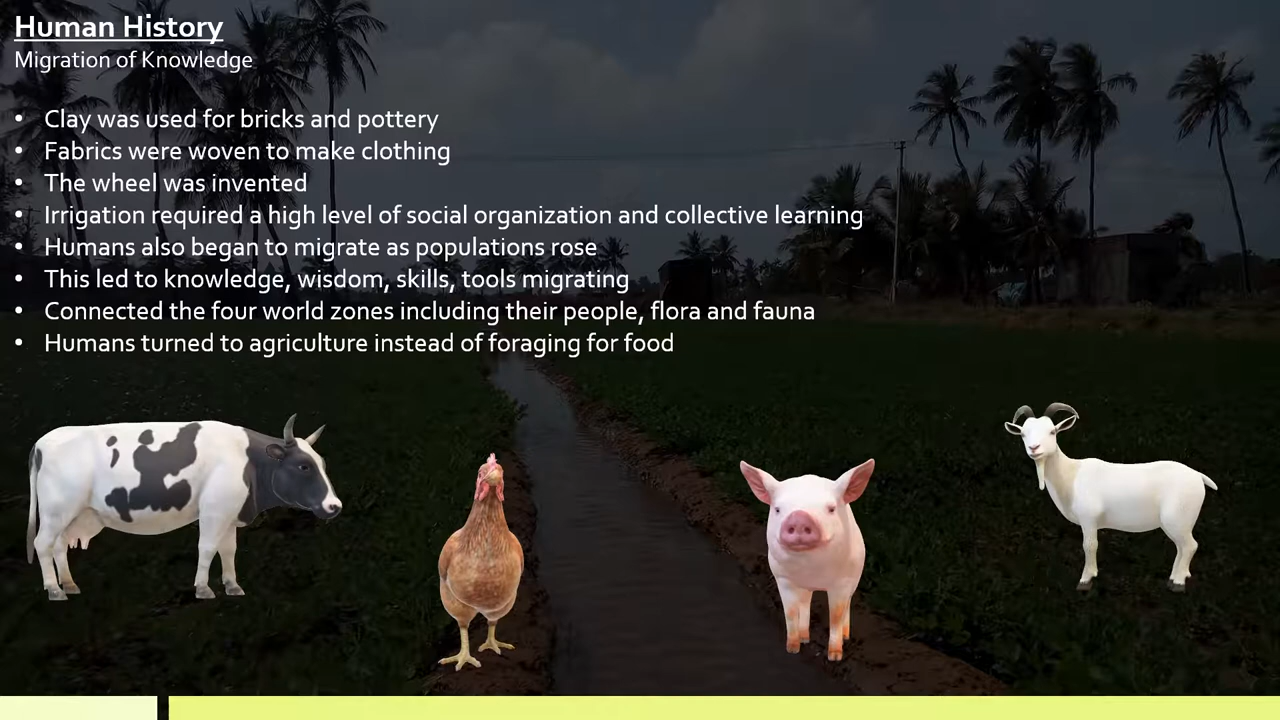 Human History
Migration of Knowledge
• Clay was used for bricks and pottery
• Fabrics were woven to make clothing
• The wheel was invented
• Irrigation required a high level of social organization and collective learning
• Humans also began to migrate as populations rose
• This led to knowledge, wisdom, skills, tools migrating
• Connected the four world zones including their people, flora and fauna
• Humans turned to agriculture instead of foraging for food